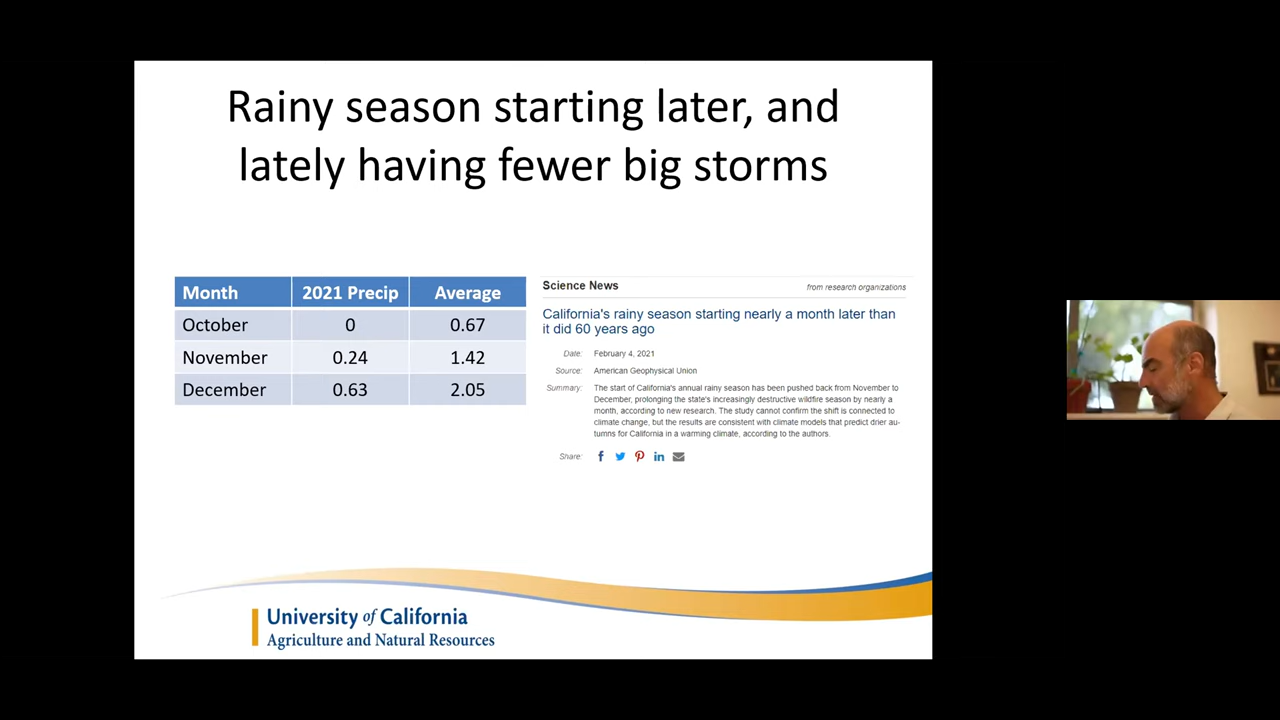 Rainy season starting later, and
lately having fewer big storms
Month 2021 Precip Average
October 0 0.67
November 0.24 1.42
December 0.63 2.05
Science News from research organizations
California's rainy season starting nearly a month later than
it did 60 years ago
Date: February 4, 2021
Source: American Geophysical Union
Summary: The start of California's annual rainy season has been pushed back from November to
December, prolonging the state's increasingly destructive wildfire season by nearly a
month, according to new research. The study cannot confirm the shift is connected to
climate change, but the results are consistent with climate models that predict drier au-
tumns for California in a warming climate, according to the authors.
Share:
University of California
Agriculture and Natural Resources